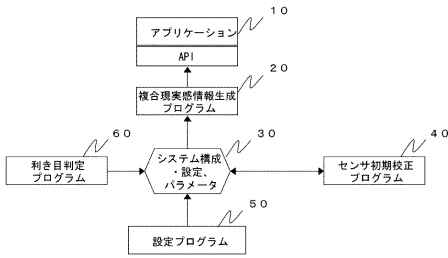 10
アプリケーション
API
20
複合現実感情報生成
プログラム
60
30
40
利き目判定
プログラム
システム構成
・設定、
パラメータ
センサ初期校正
プログラム
50
設定プログラム